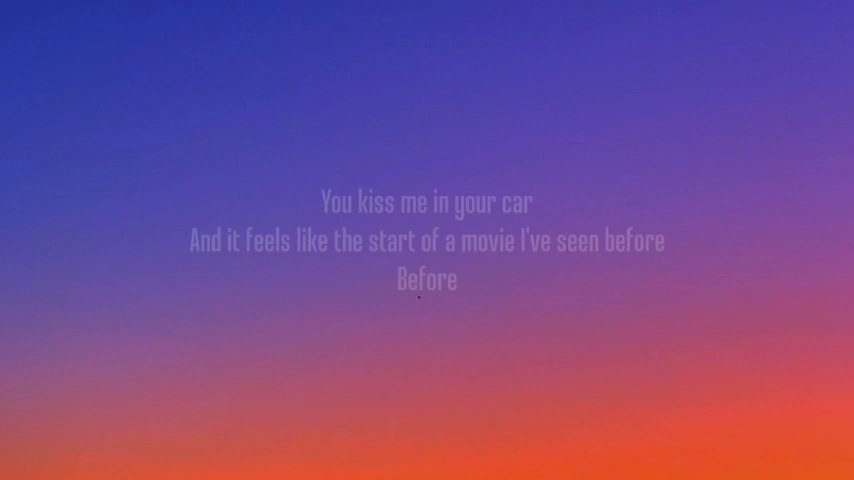 You kiss me in your car
And it feels like the start of a movie I've seen before
Before